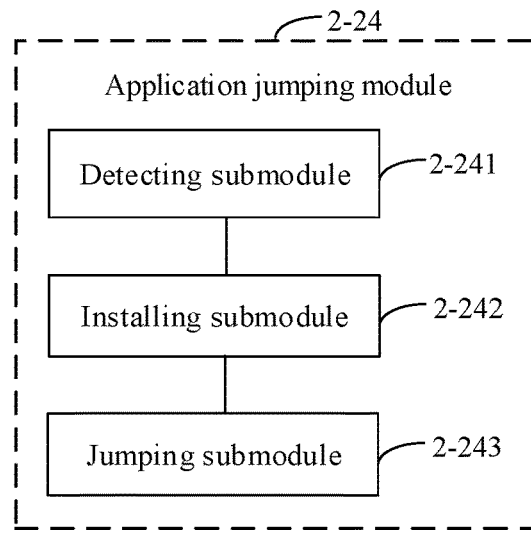 2-24
Application jumping module
Detecting submodule
2-241
Installing submodule
2-242
Jumping submodule
2-243